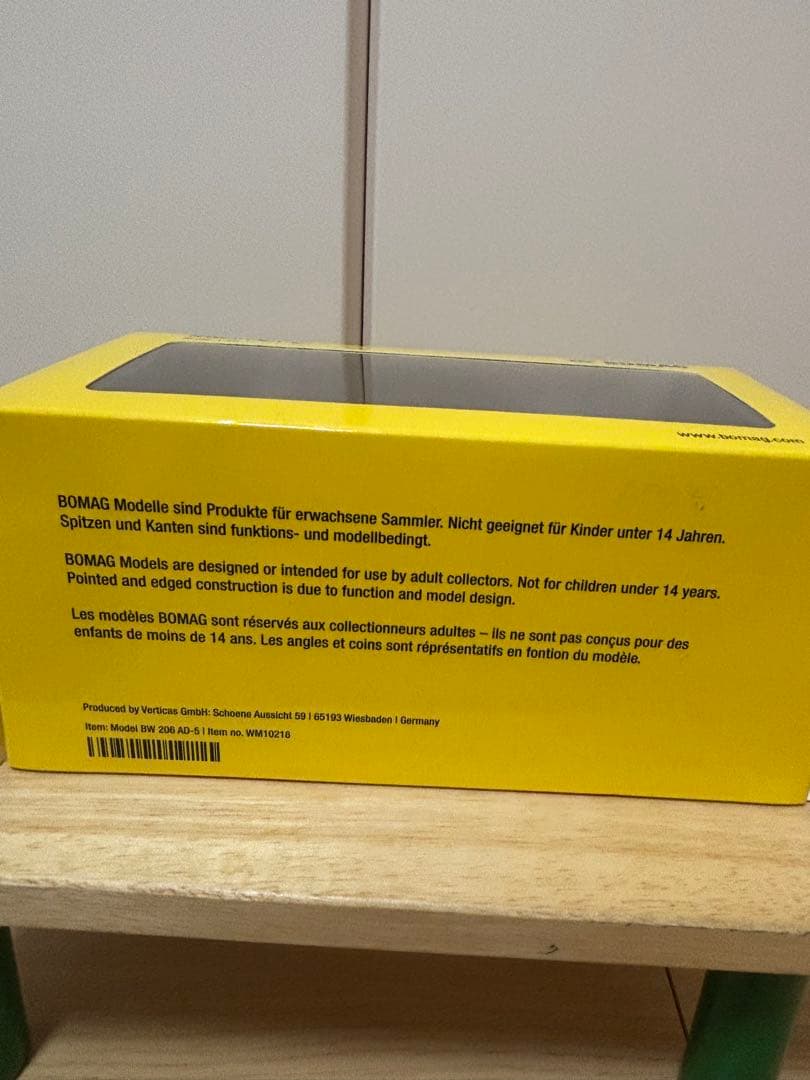 www.bomag.com
BOMAG Modelle sind Produkte für erwachsene Sammler. Nicht geeignet für Kinder unter 14 Jahren.
Spitzen und Kanten sind funktions- und modellbedingt.
BOMAG Models are designed or intended for use by adult collectors. Not for children under 14 years.
Pointed and edged construction is due to function and model design.
Les modèles BOMAG sont réservés aux collectionneurs adultes – ils ne sont pas conçus pour des
enfants de moins de 14 ans. Les angles et coins sont réprésentatifs en fontion du modèle.
Produced by Verticas GmbH: Schoene Aussicht 59 | 65193 Wiesbaden | Germany
Item: Model BW 206 AD-5 | Item no. WM10218